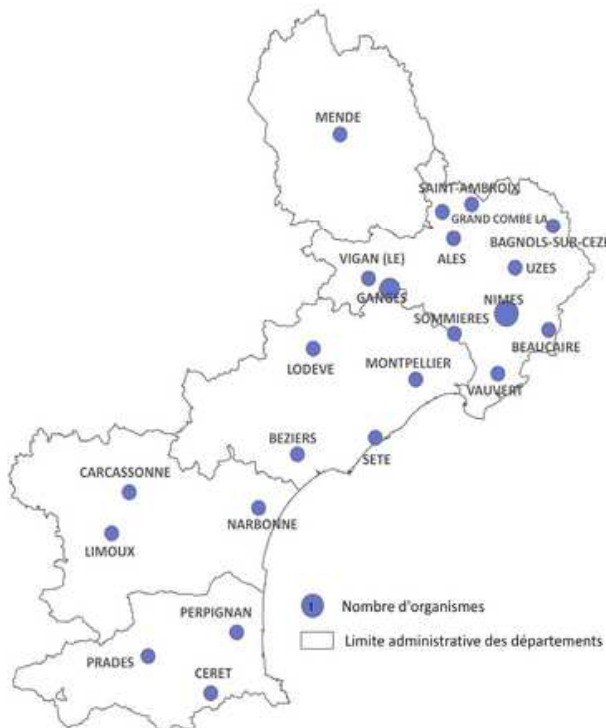 MENDE
SAINT-AMBROIX
GRAND COMBE LA
BAGNOLS-SUR-CEZE
ALES
VIGAN (LE)
UZES
GANGES
NIMES
SOMMIERES
BEAUCAIRE
LODEVE
MONTPELLIER
VAUVERT
BEZIERS
SETE
CARCASSONNE
NARBONNE
LIMOUX
1 Nombre d'organismes
PERPIGNAN
Limite administrative des départements
PRADES
CERET